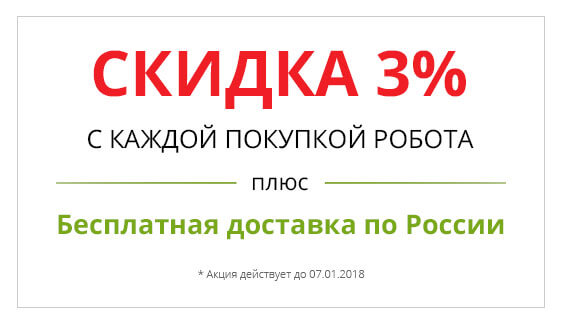 СКИДКА 3%
С КАЖДОЙ ПОКУПКОЙ РОБОТА
плюс
Бесплатная доставка по России
* Акция действует до 07.01.2018